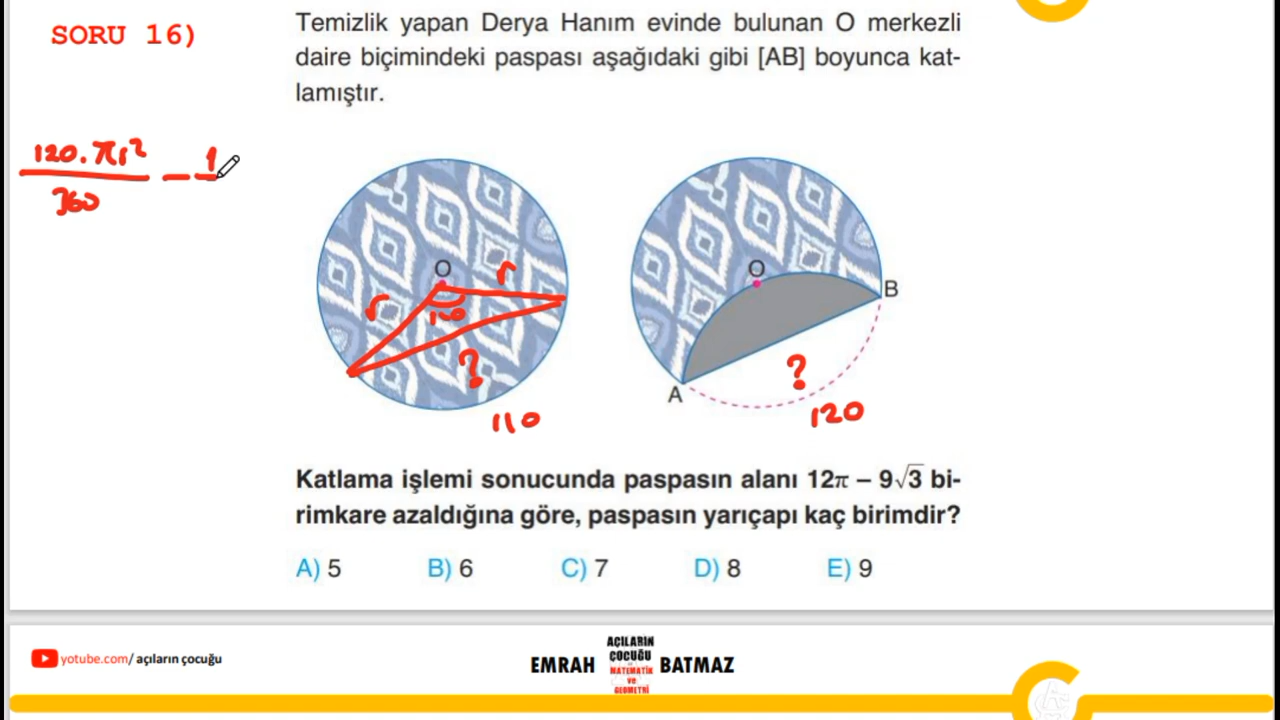 SORU 16)
Temizlik yapan Derya Hanım evinde bulunan O merkezli
daire biçimindeki paspası aşağıdaki gibi [AB] boyunca kat-
lamıştır.
120.πr² / 360 - 1
O
r
r
120
?
110
O
B
A
?
120
Katlama işlemi sonucunda paspasın alanı 12π – 9√3 bi-
rimkare azaldığına göre, paspasın yarıçapı kaç birimdir?
A) 5 B) 6 C) 7 D) 8 E) 9
yotube.com/ açıların çocuğu
EMRAH
AÇILARIN
ÇOCUĞU
MATEMATİK
ve
GEOMETRİ
BATMAZ